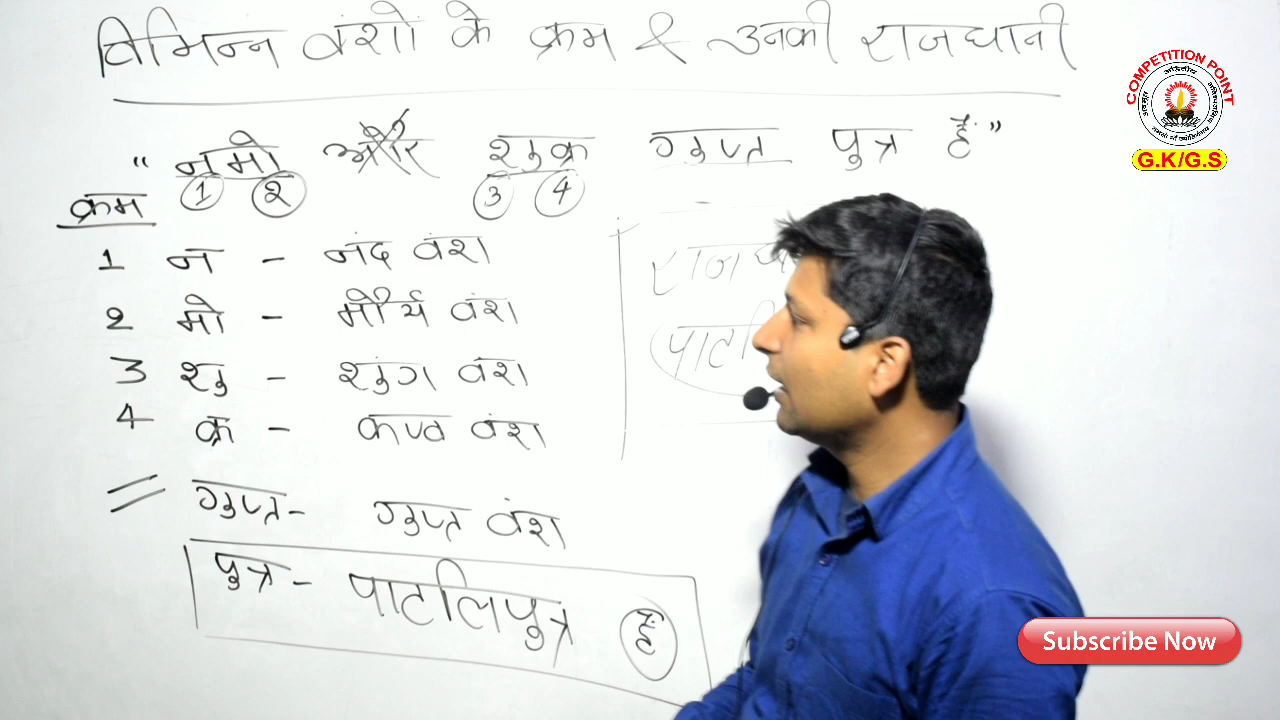 विभिन्न वंशो के क्रम & उनकी राजधानी
COMPETITION POINT
G.K/G.S
" नमो और शुक्र गुप्त पुत्र हैं "
1 2 3 4
क्रम
1 न - नंद वंश
2 मो - मौर्य वंश
3 शु - शुंग वंश
4 क्र - कण्व वंश
= गुप्त - गुप्त वंश
पुत्र - पाटलिपुत्र हैं
Subscribe Now